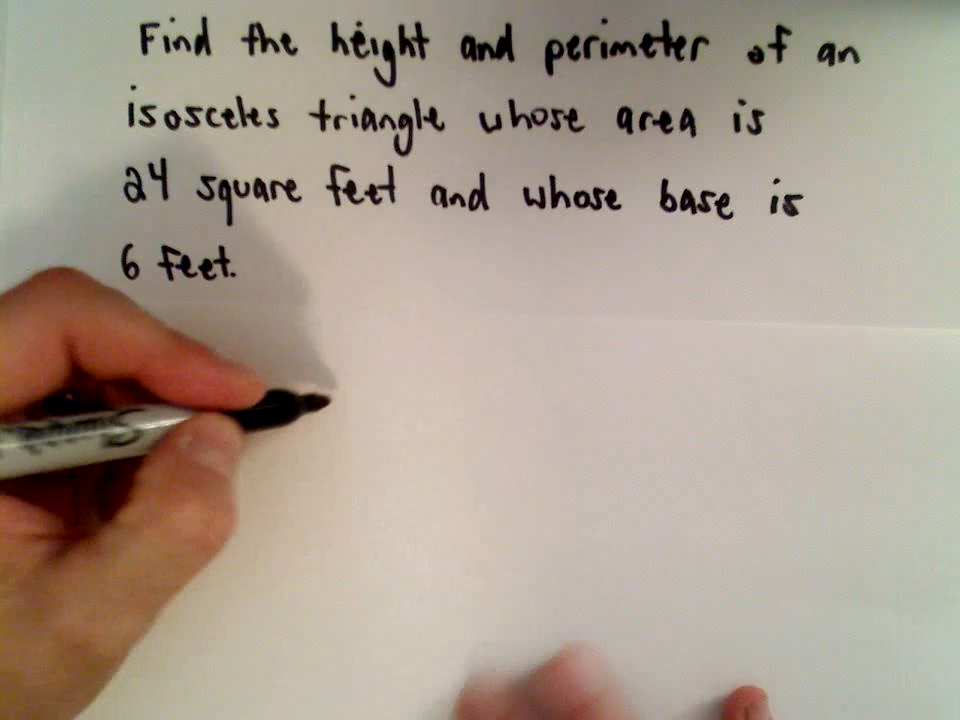 Find the height and perimeter of an
isosceles triangle whose area is
24 square feet and whose base is
6 feet.